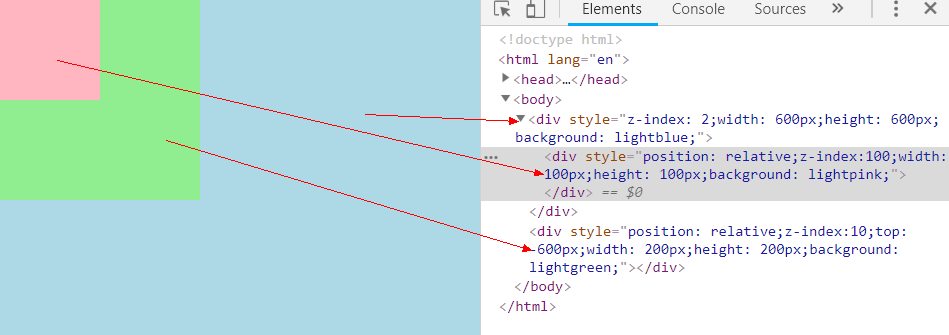 Elements Console Sources »
<!doctype html>
<html lang="en">
<head>…</head>
<body>
<div style="z-index: 2;width: 600px;height: 600px;
background: lightblue;">
<div style="position: relative;z-index:100;width:
100px;height: 100px;background: lightpink;">
</div> == $0
</div>
<div style="position: relative;z-index:10;top:
-600px;width: 200px;height: 200px;background:
lightgreen;"></div>
</body>
</html>